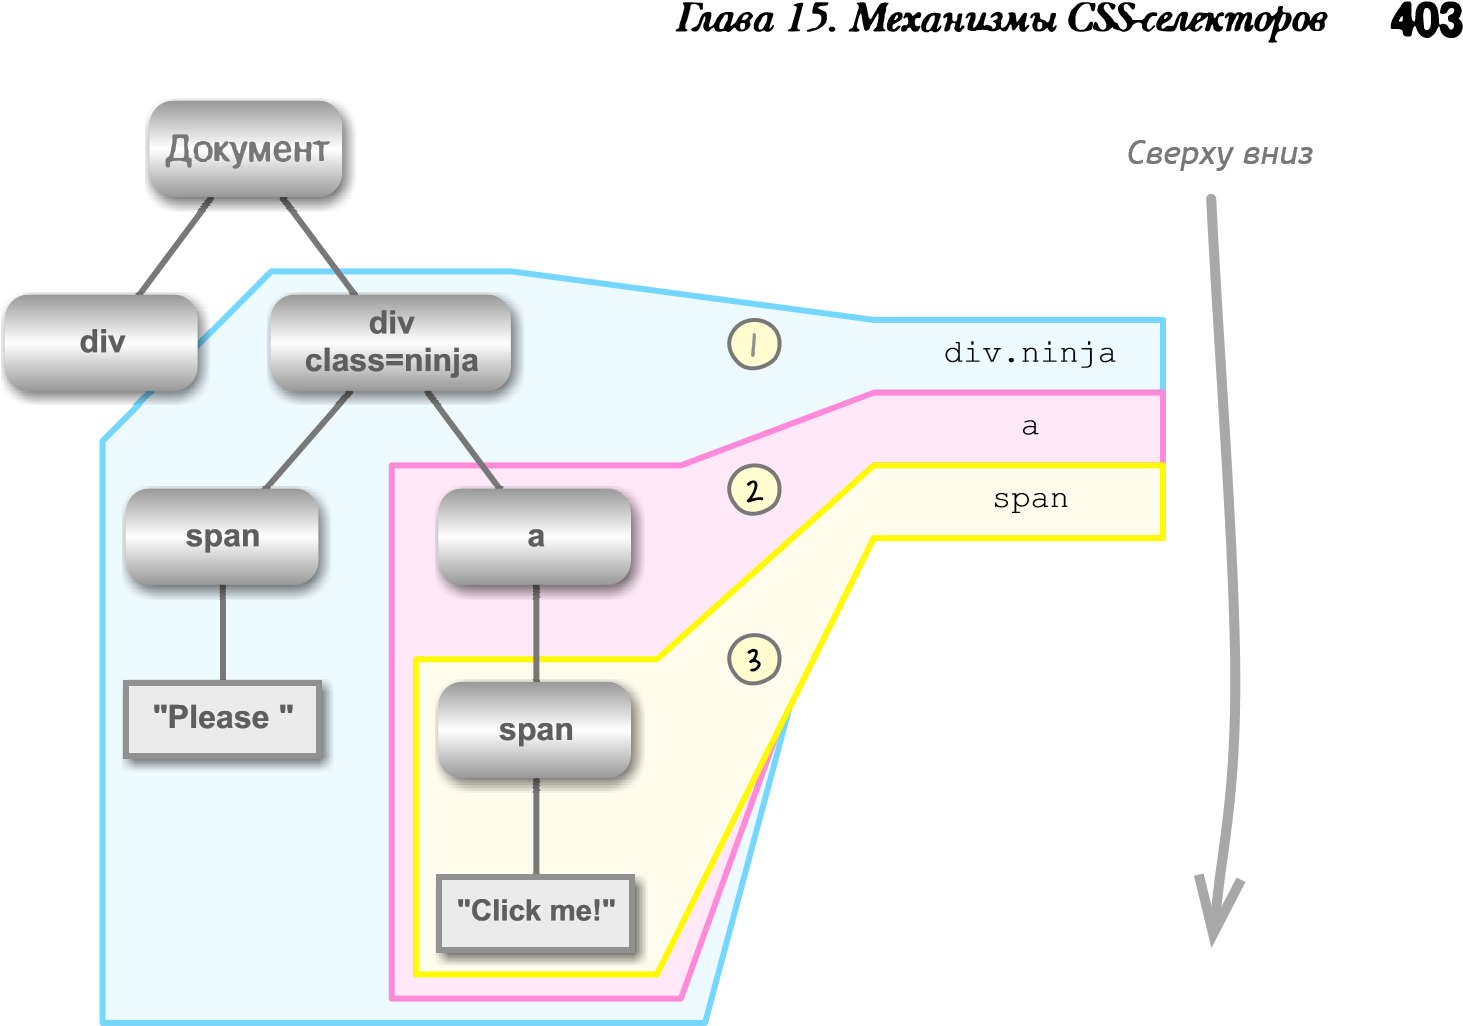 Глава 15. Механизмы CSS-селекторов 403
Документ
Сверху вниз
div
div
class=ninja
1
div.ninja
a
2
span
span
a
3
"Please "
span
"Click me!"